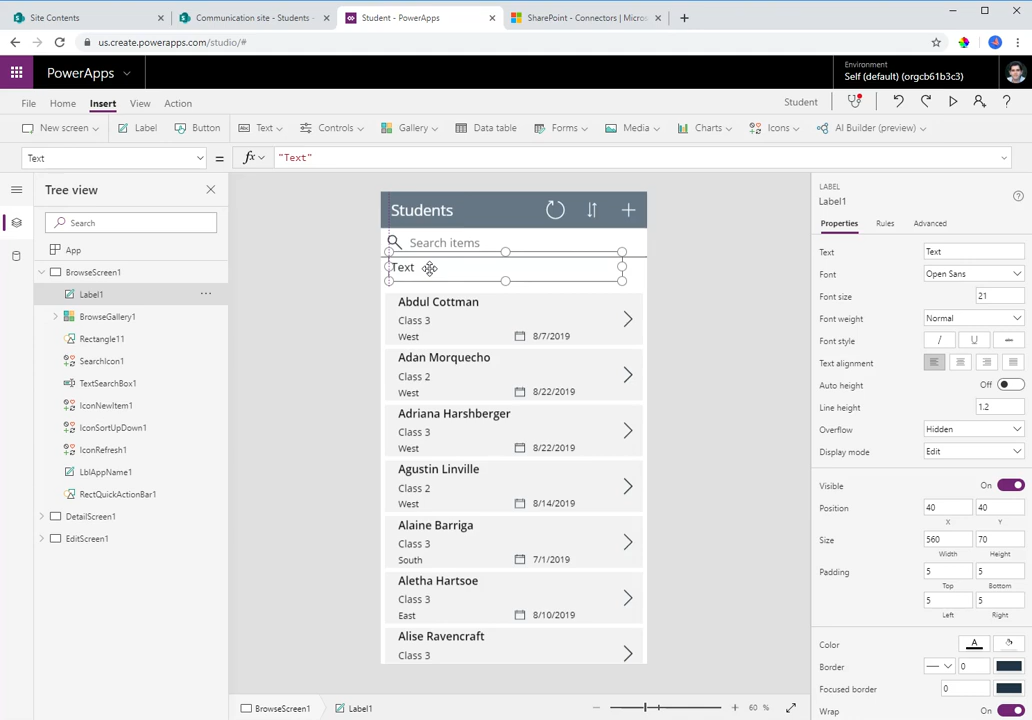 Site Contents
Communication site - Students -
Student - PowerApps
SharePoint - Connectors | Micros
us.create.powerapps.com/studio/#
PowerApps
Environment
Self (default) (orgcb61b3c3)
File Home Insert View Action
Student
New screen Label Button Text Controls Gallery Data table Forms Media Charts Icons AI Builder (preview)
Text = fx "Text"
Tree view
Search
App
BrowseScreen1
Label1
BrowseGallery1
Rectangle11
SearchIcon1
TextSearchBox1
IconNewItem1
IconSortUpDown1
IconRefresh1
LblAppName1
RectQuickActionBar1
DetailScreen1
EditScreen1
Students
Search items
Text
Abdul Cottman
Class 3
West 8/7/2019
Adan Morquecho
Class 2
West 8/22/2019
Adriana Harshberger
Class 3
West 8/22/2019
Agustin Linville
Class 2
West 8/14/2019
Alaine Barriga
Class 3
South 7/1/2019
Aletha Hartsoe
Class 3
East 8/10/2019
Alise Ravencraft
Class 3
LABEL
Label1
Properties Rules Advanced
Text Text
Font Open Sans
Font size 21
Font weight Normal
Font style / U abc
Text alignment
Auto height Off
Line height 1.2
Overflow Hidden
Display mode Edit
Visible On
Position 40 40
X Y
Size 560 70
Width Height
Padding 5 5
Top Bottom
5 5
Left Right
Color A
Border 0
Focused border 0
Wrap On
BrowseScreen1 Label1
60 %